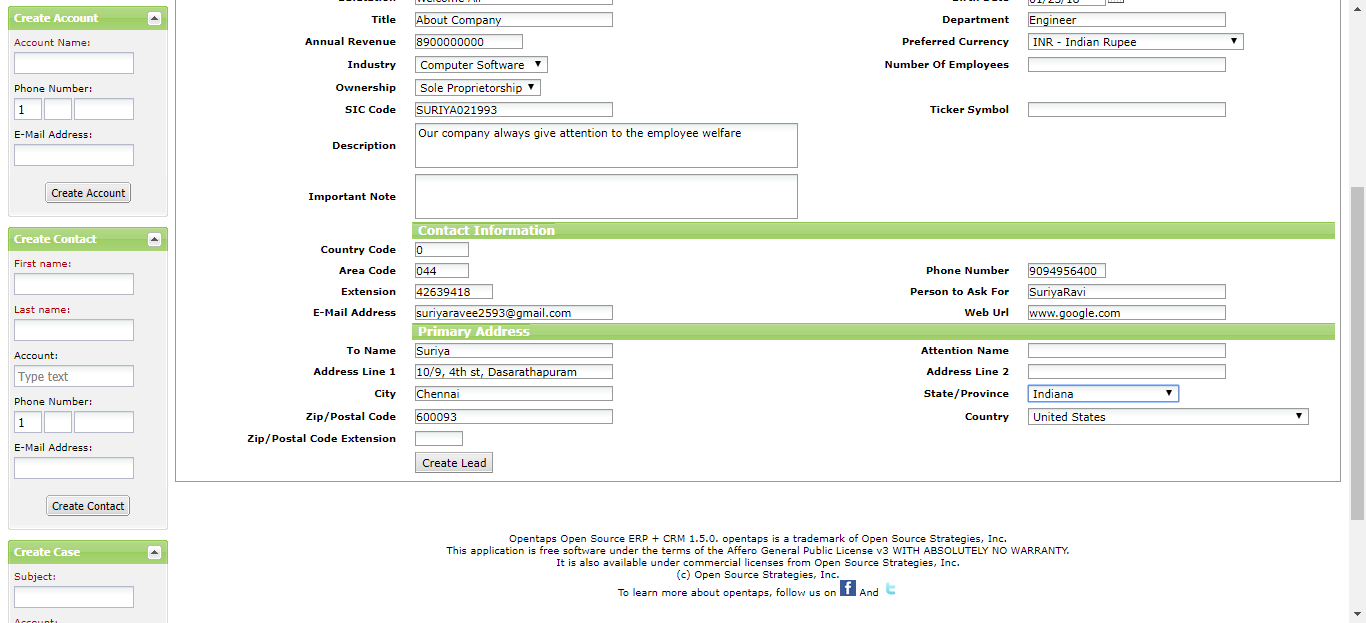 Create Account
Account Name:
Phone Number:
1
E-Mail Address:
Create Account
Create Contact
First name:
Last name:
Account:
Type text
Phone Number:
1
E-Mail Address:
Create Contact
Create Case
Subject:
Title About Company Department Engineer
Annual Revenue 8900000000 Preferred Currency INR - Indian Rupee
Industry Computer Software Number Of Employees
Ownership Sole Proprietorship
SIC Code SURIYA021993 Ticker Symbol
Description Our company always give attention to the employee welfare
Important Note
Contact Information
Country Code 0
Area Code 044 Phone Number 9094956400
Extension 42639418 Person to Ask For SuriyaRavi
E-Mail Address suriyaravee2593@gmail.com Web Url www.google.com
Primary Address
To Name Suriya Attention Name
Address Line 1 10/9, 4th st, Dasarathapuram Address Line 2
City Chennai State/Province Indiana
Zip/Postal Code 600093 Country United States
Zip/Postal Code Extension
Create Lead
Opentaps Open Source ERP + CRM 1.5.0. opentaps is a trademark of Open Source Strategies, Inc.
This application is free software under the terms of the Affero General Public License v3 WITH ABSOLUTELY NO WARRANTY.
It is also available under commercial licenses from Open Source Strategies, Inc.
(c) Open Source Strategies, Inc.
To learn more about opentaps, follow us on f And t